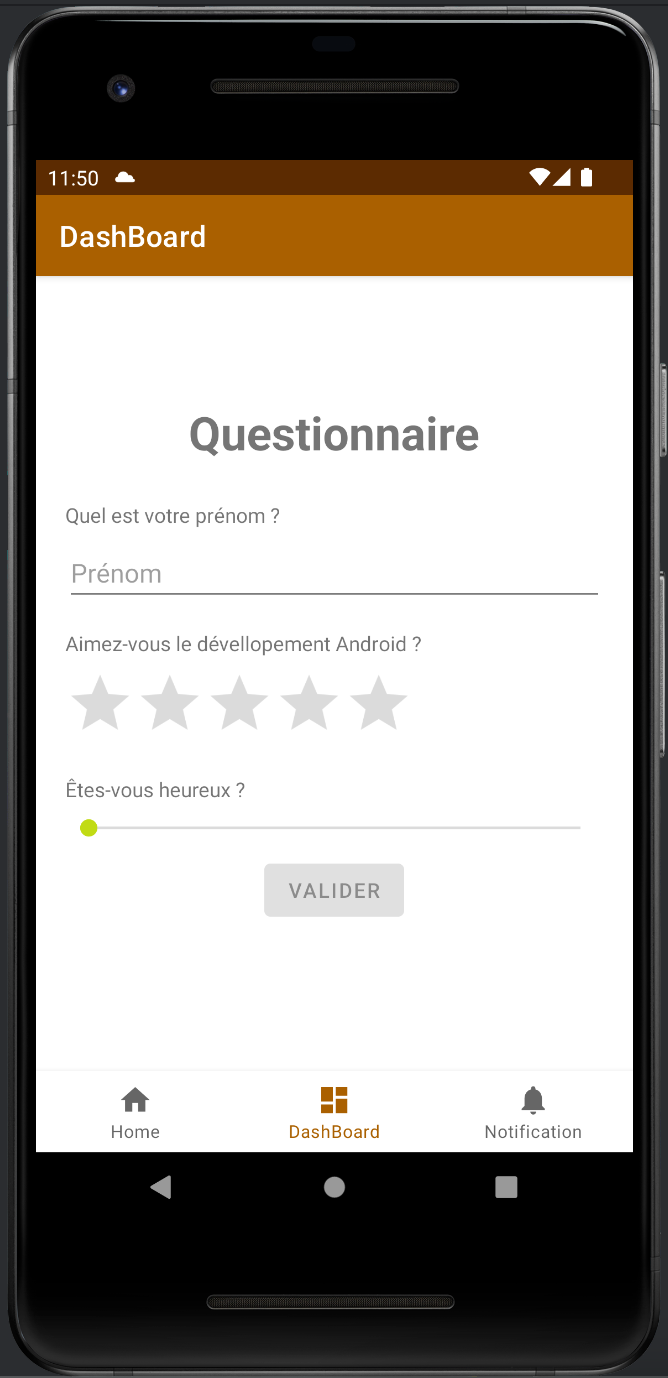 11:50
DashBoard
Questionnaire
Quel est votre prénom ?
Prénom
Aimez-vous le dévellopement Android ?
Êtes-vous heureux ?
VALIDER
Home
DashBoard
Notification